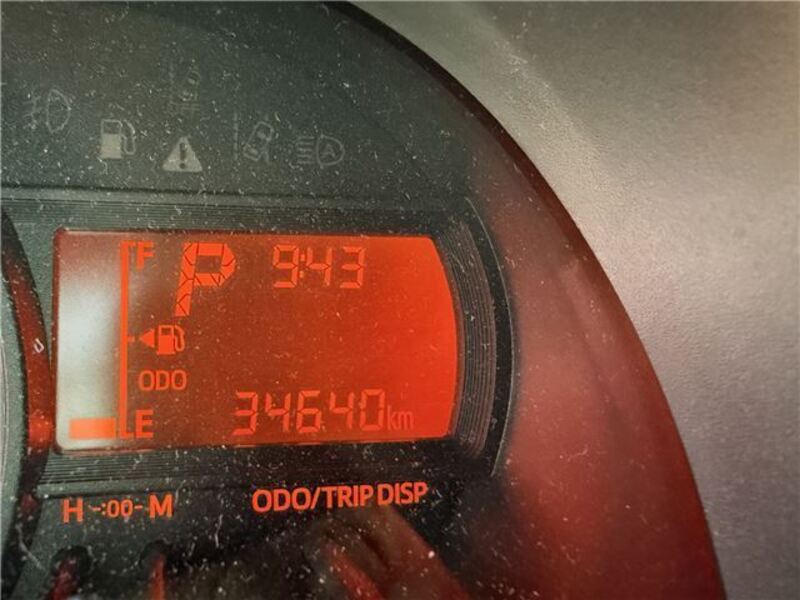 F P 9:43
ODO
E 34640km
H -:00- M ODO/TRIP DISP